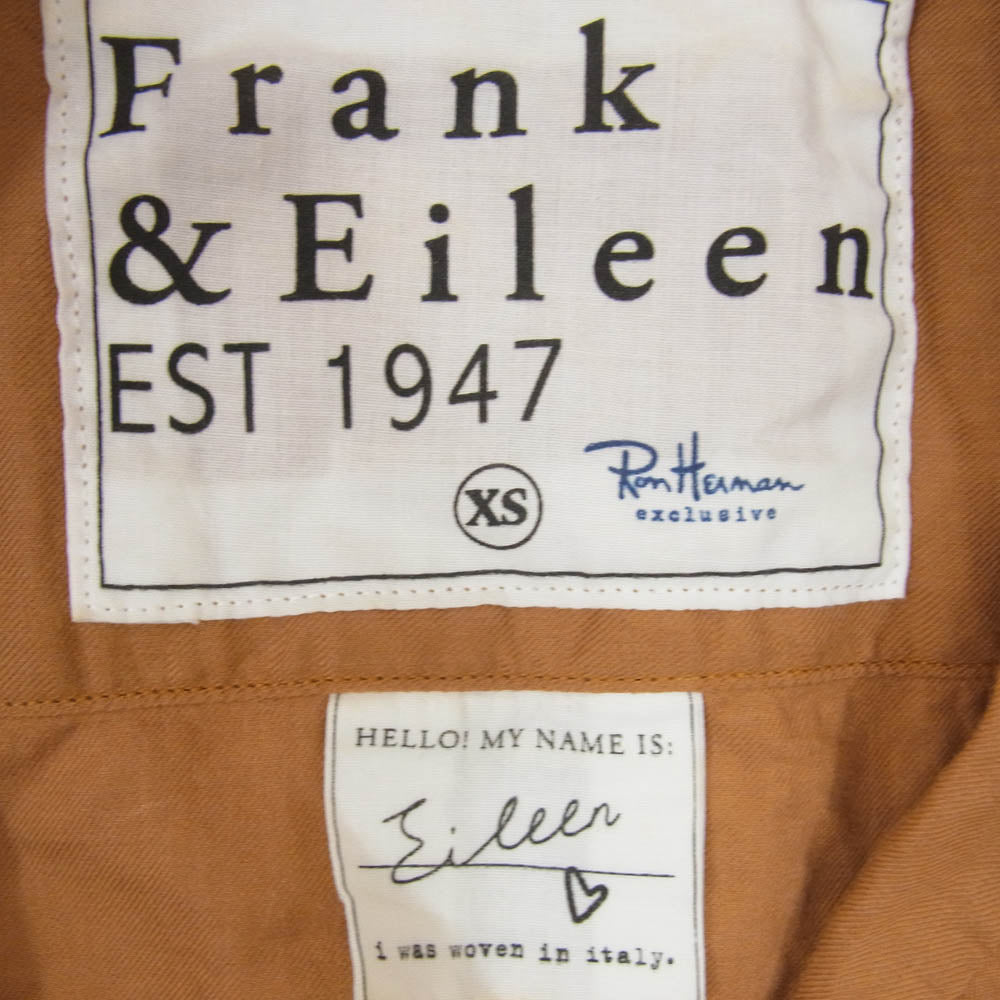 Frank
& Eileen
EST 1947
XS
Ron Herman
exclusive
HELLO! MY NAME IS:
Eileen
i was woven in italy.